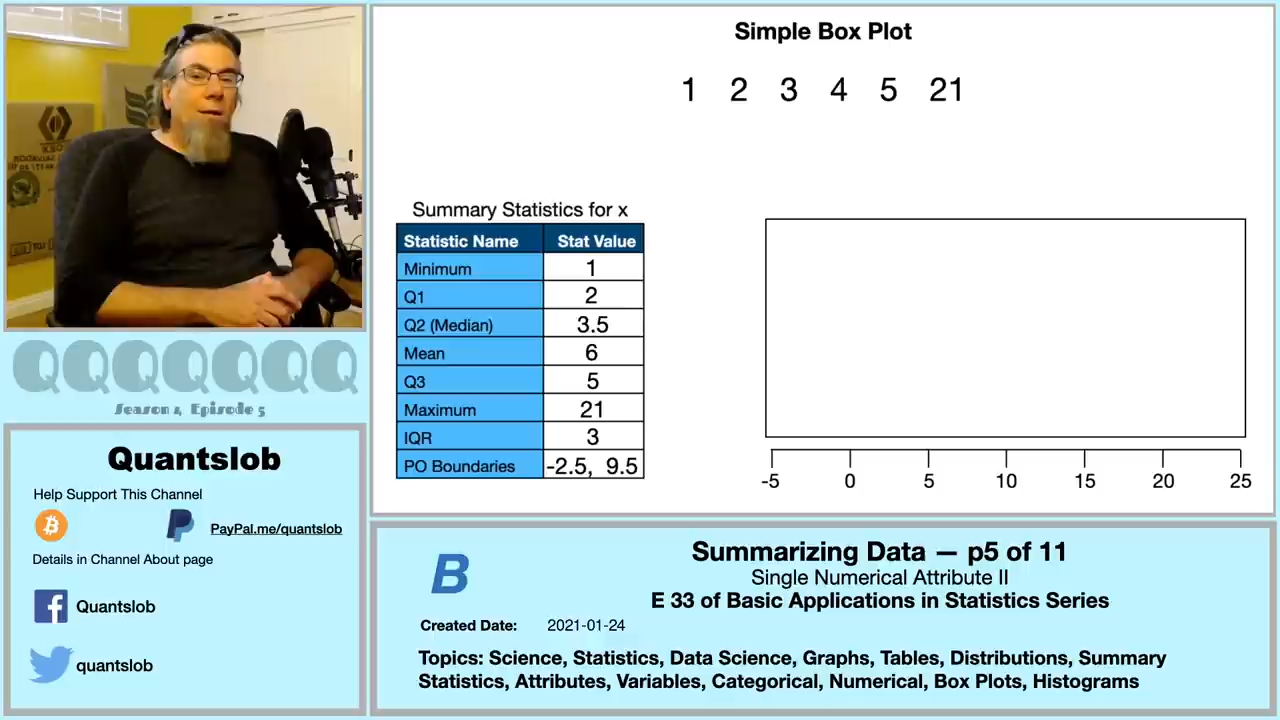 Simple Box Plot
1 2 3 4 5 21
Summary Statistics for x
Statistic Name Stat Value
Minimum 1
Q1 2
Q2 (Median) 3.5
Mean 6
Q3 5
Maximum 21
IQR 3
PO Boundaries -2.5, 9.5
-5 0 5 10 15 20 25
QQQQQQQ
Season 4 Episode 5
Quantslob
Help Support This Channel
PayPal.me/quantslob
Details in Channel About page
Quantslob
quantslob
B
Summarizing Data — p5 of 11
Single Numerical Attribute II
E 33 of Basic Applications in Statistics Series
Created Date: 2021-01-24
Topics: Science, Statistics, Data Science, Graphs, Tables, Distributions, Summary
Statistics, Attributes, Variables, Categorical, Numerical, Box Plots, Histograms